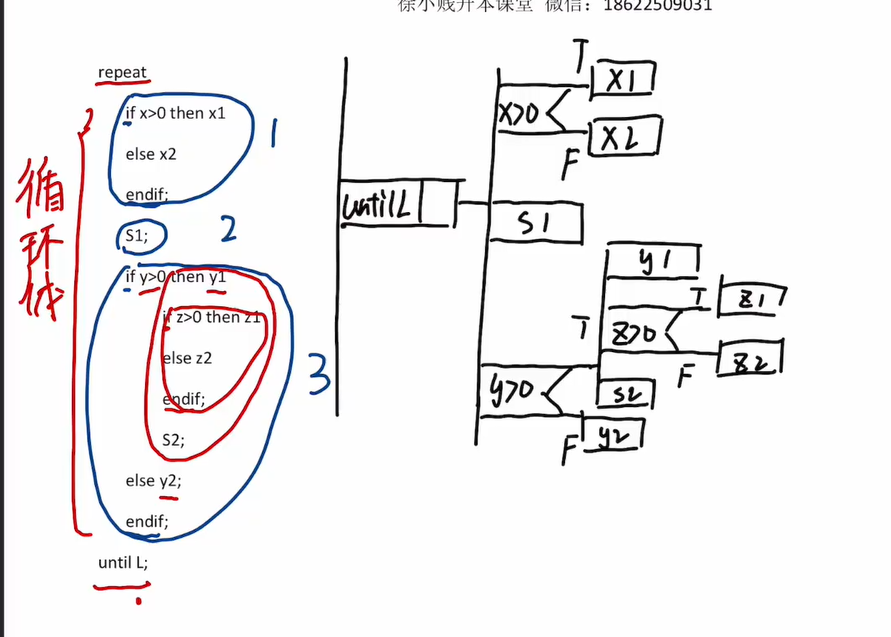 徐小贱升本课堂 微信：18622509031
repeat
if x>0 then x1
else x2
endif;
S1;
if y>0 then y1
if z>0 then z1
else z2
endif;
S2;
else y2;
endif;
until L;
循
环
体
1
2
3
until L
x>0
T
X1
F
X2
S1
y>0
T
y1
z>0
T
z1
F
z2
S2
F
y2